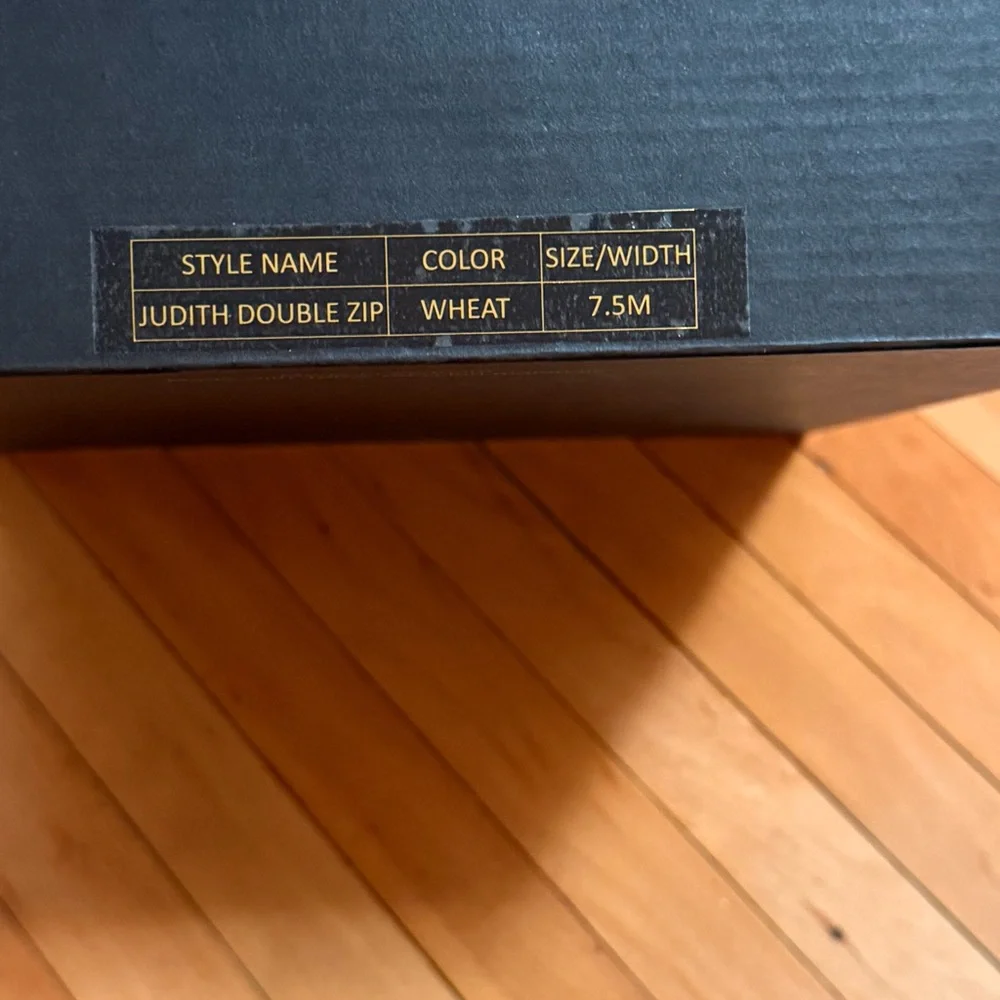 STYLE NAME COLOR SIZE/WIDTH
JUDITH DOUBLE ZIP WHEAT 7.5M